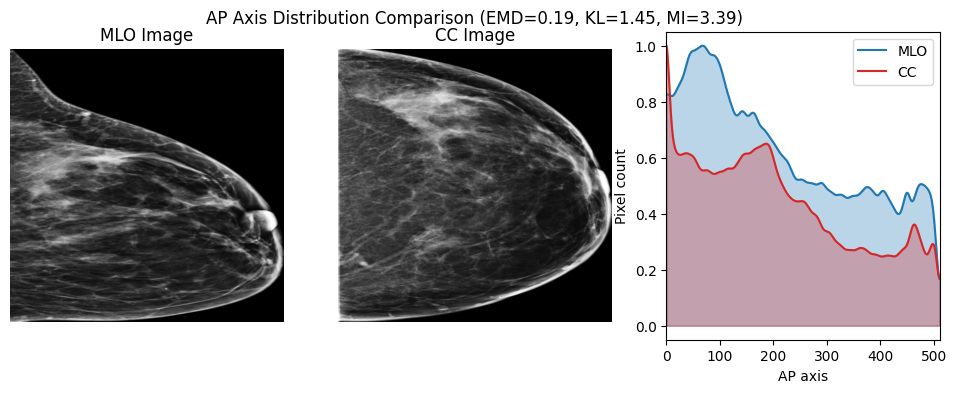 AP Axis Distribution Comparison (EMD=0.19, KL=1.45, MI=3.39)
MLO Image
CC Image
MLO
CC
Pixel count
1.0
0.8
0.6
0.4
0.2
0.0
0 100 200 300 400 500
AP axis